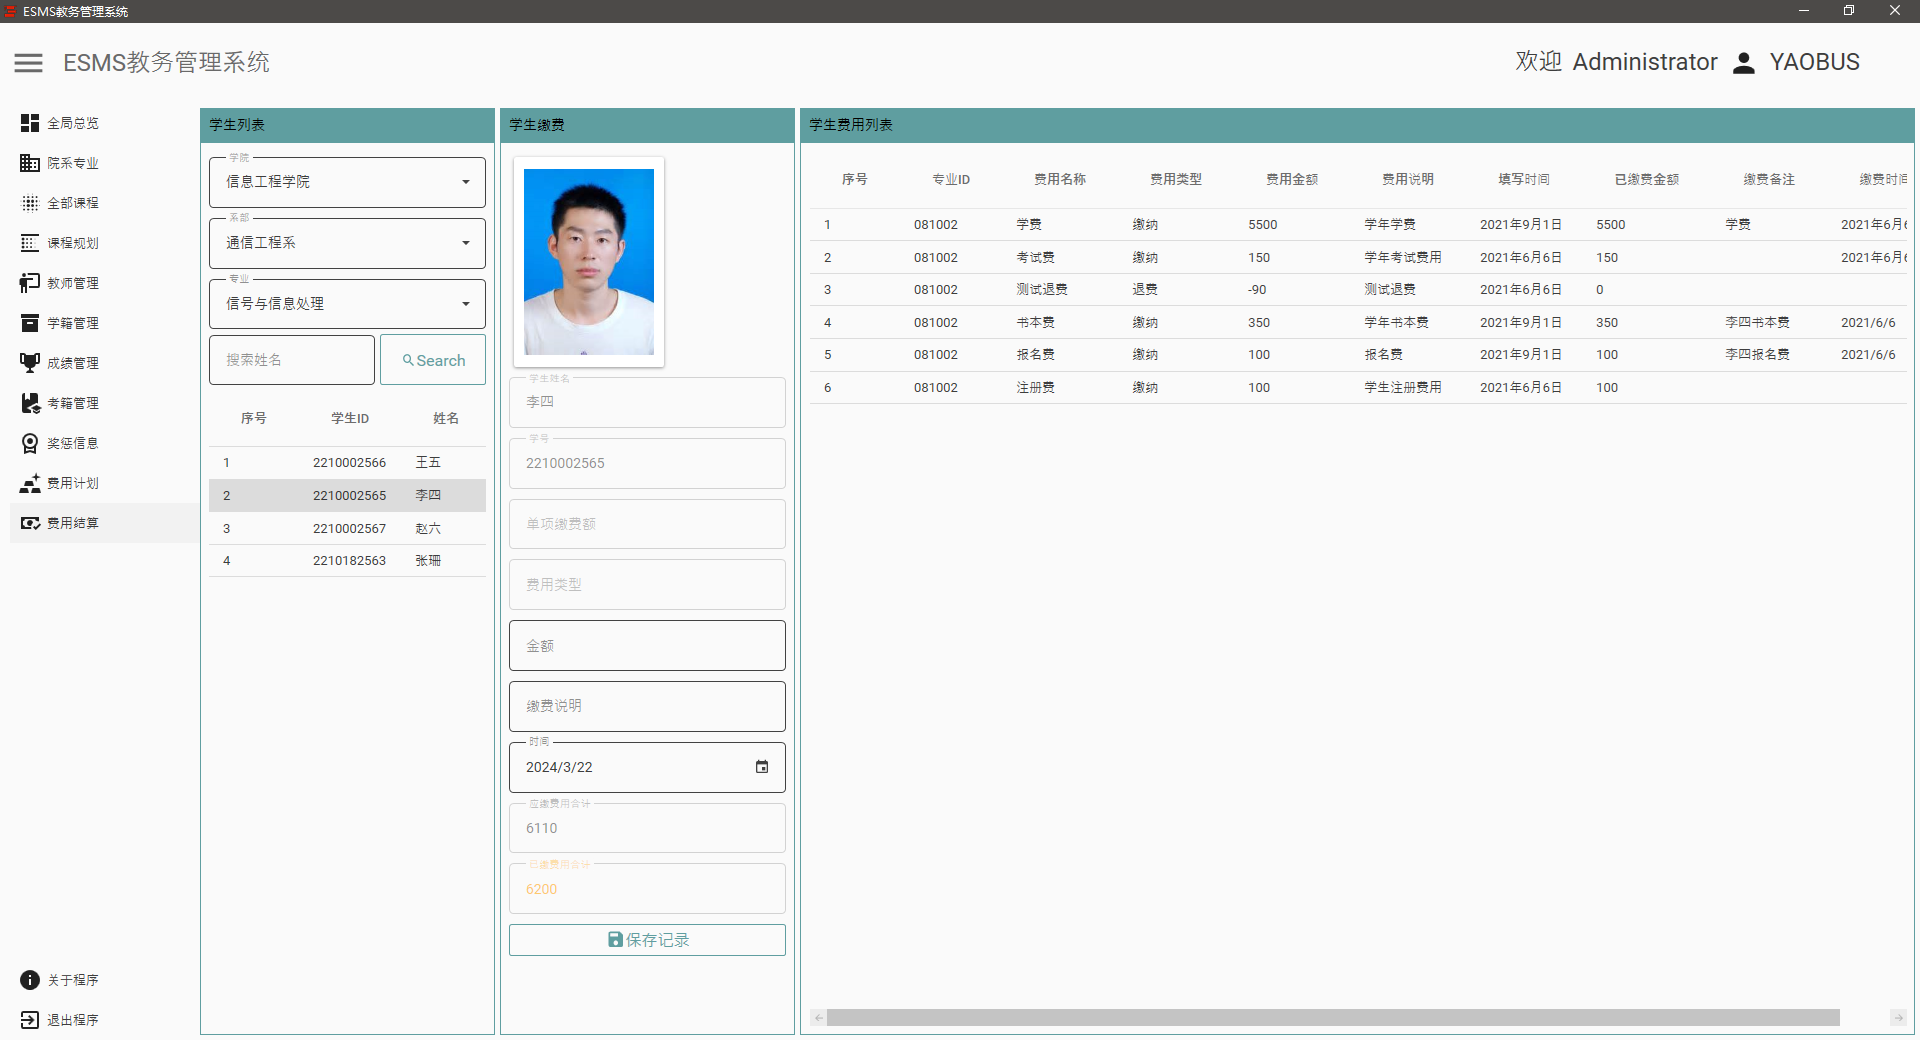 ESMS教务管理系统
ESMS教务管理系统
欢迎 Administrator YAOBUS
全局总览
院系专业
全部课程
课程规划
教师管理
学籍管理
成绩管理
考籍管理
奖惩信息
费用计划
费用结算
关于程序
退出程序
学生列表
学院
信息工程学院
系部
通信工程系
专业
信号与信息处理
搜索姓名
Search
序号 学生ID 姓名
1 2210002566 王五
2 2210002565 李四
3 2210002567 赵六
4 2210182563 张珊
学生缴费
学生姓名
李四
学号
2210002565
单项缴费额
费用类型
金额
缴费说明
时间
2024/3/22
应缴费用合计
6110
已缴费用合计
6200
保存记录
学生费用列表
序号 专业ID 费用名称 费用类型 费用金额 费用说明 填写时间 已缴费金额 缴费备注 缴费时间
1 081002 学费 缴纳 5500 学年学费 2021年9月1日 5500 学费 2021年6月6
2 081002 考试费 缴纳 150 学年考试费用 2021年6月6日 150 2021年6月6
3 081002 测试退费 退费 -90 测试退费 2021年6月6日 0
4 081002 书本费 缴纳 350 学年书本费 2021年9月1日 350 李四书本费 2021/6/6
5 081002 报名费 缴纳 100 报名费 2021年9月1日 100 李四报名费 2021/6/6
6 081002 注册费 缴纳 100 学生注册费用 2021年6月6日 100